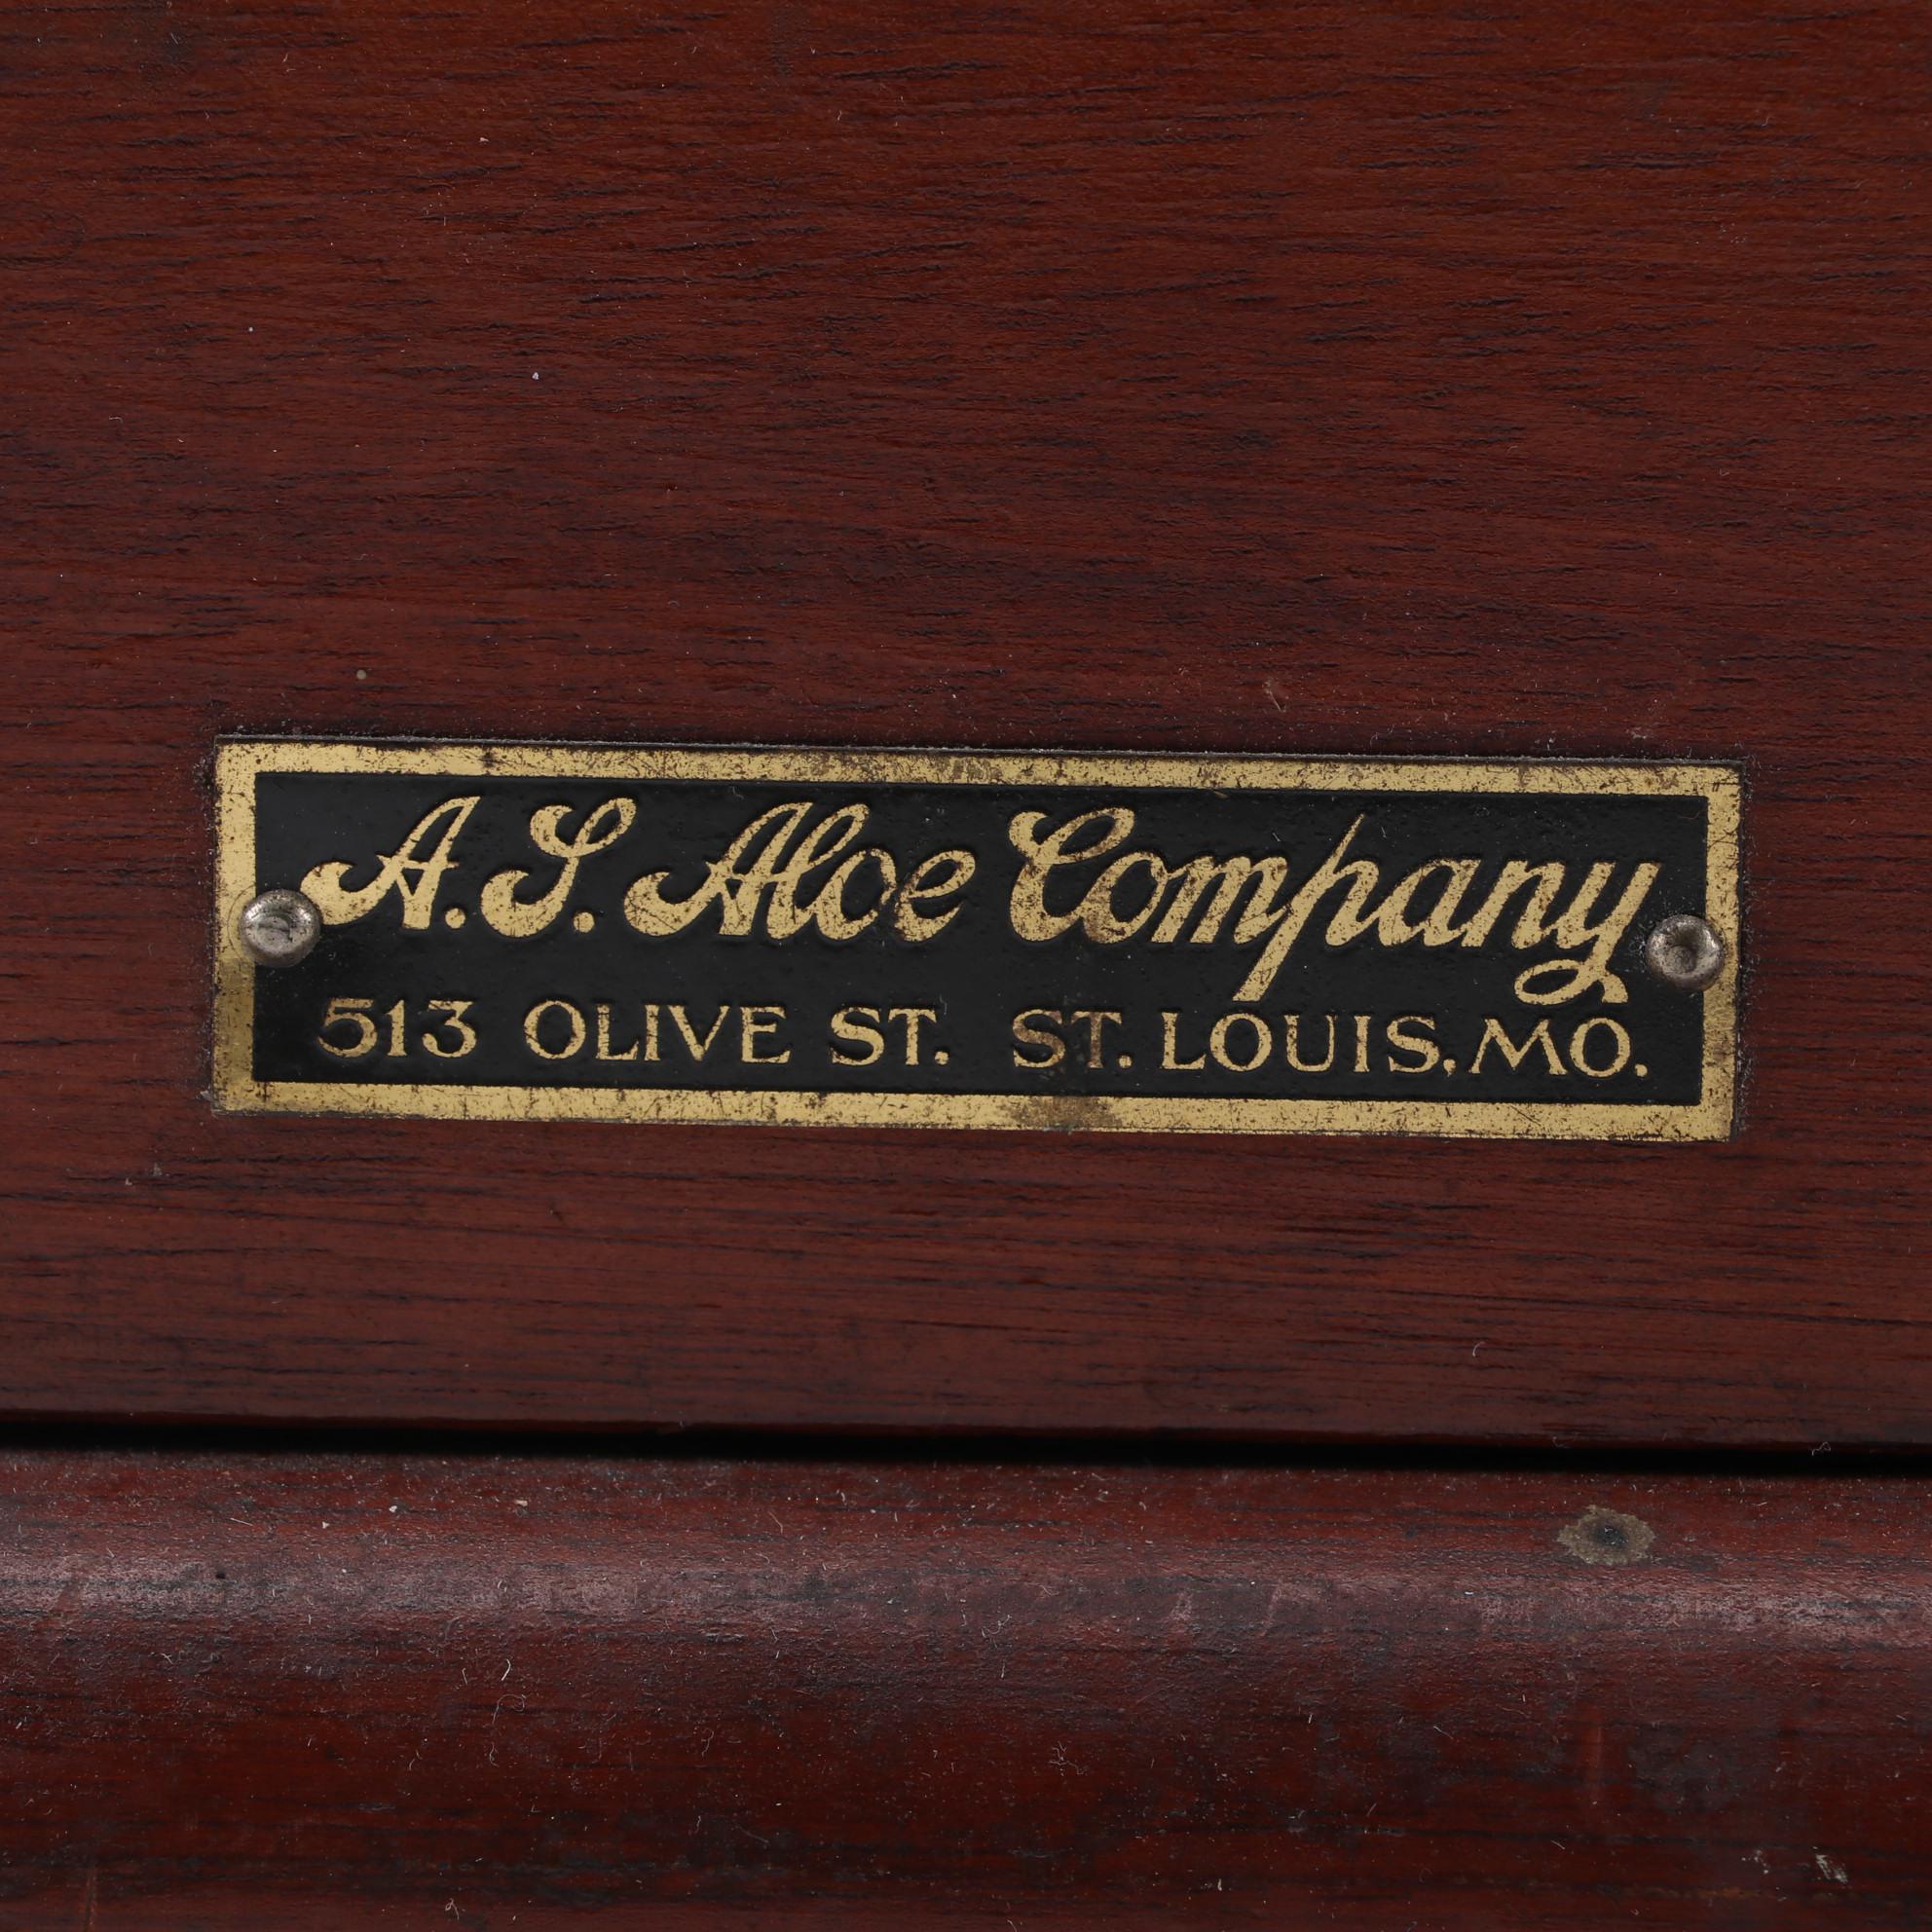 A. S. Aloe Company
513 OLIVE ST. ST. LOUIS, MO.